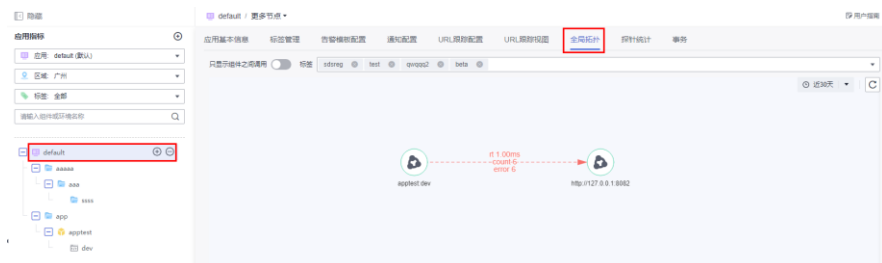 隐藏
default / 更多节点
用户指南
应用指标
应用基本信息 标签管理 告警模板配置 通知配置 URL跟踪配置 URL跟踪视图 全局拓扑 探针统计 事务
应用: default (默认)
只显示组件之间调用 标签 sdsreg test qwqqq2 beta
区域: 广州
近30天
标签: 全部
请输入组件或环境名称
default
aaaaa
aaa
ssss
app
apptest
dev
rt 1.00ms
count 6
error 6
apptest:dev
http://127.0.0.1:8082